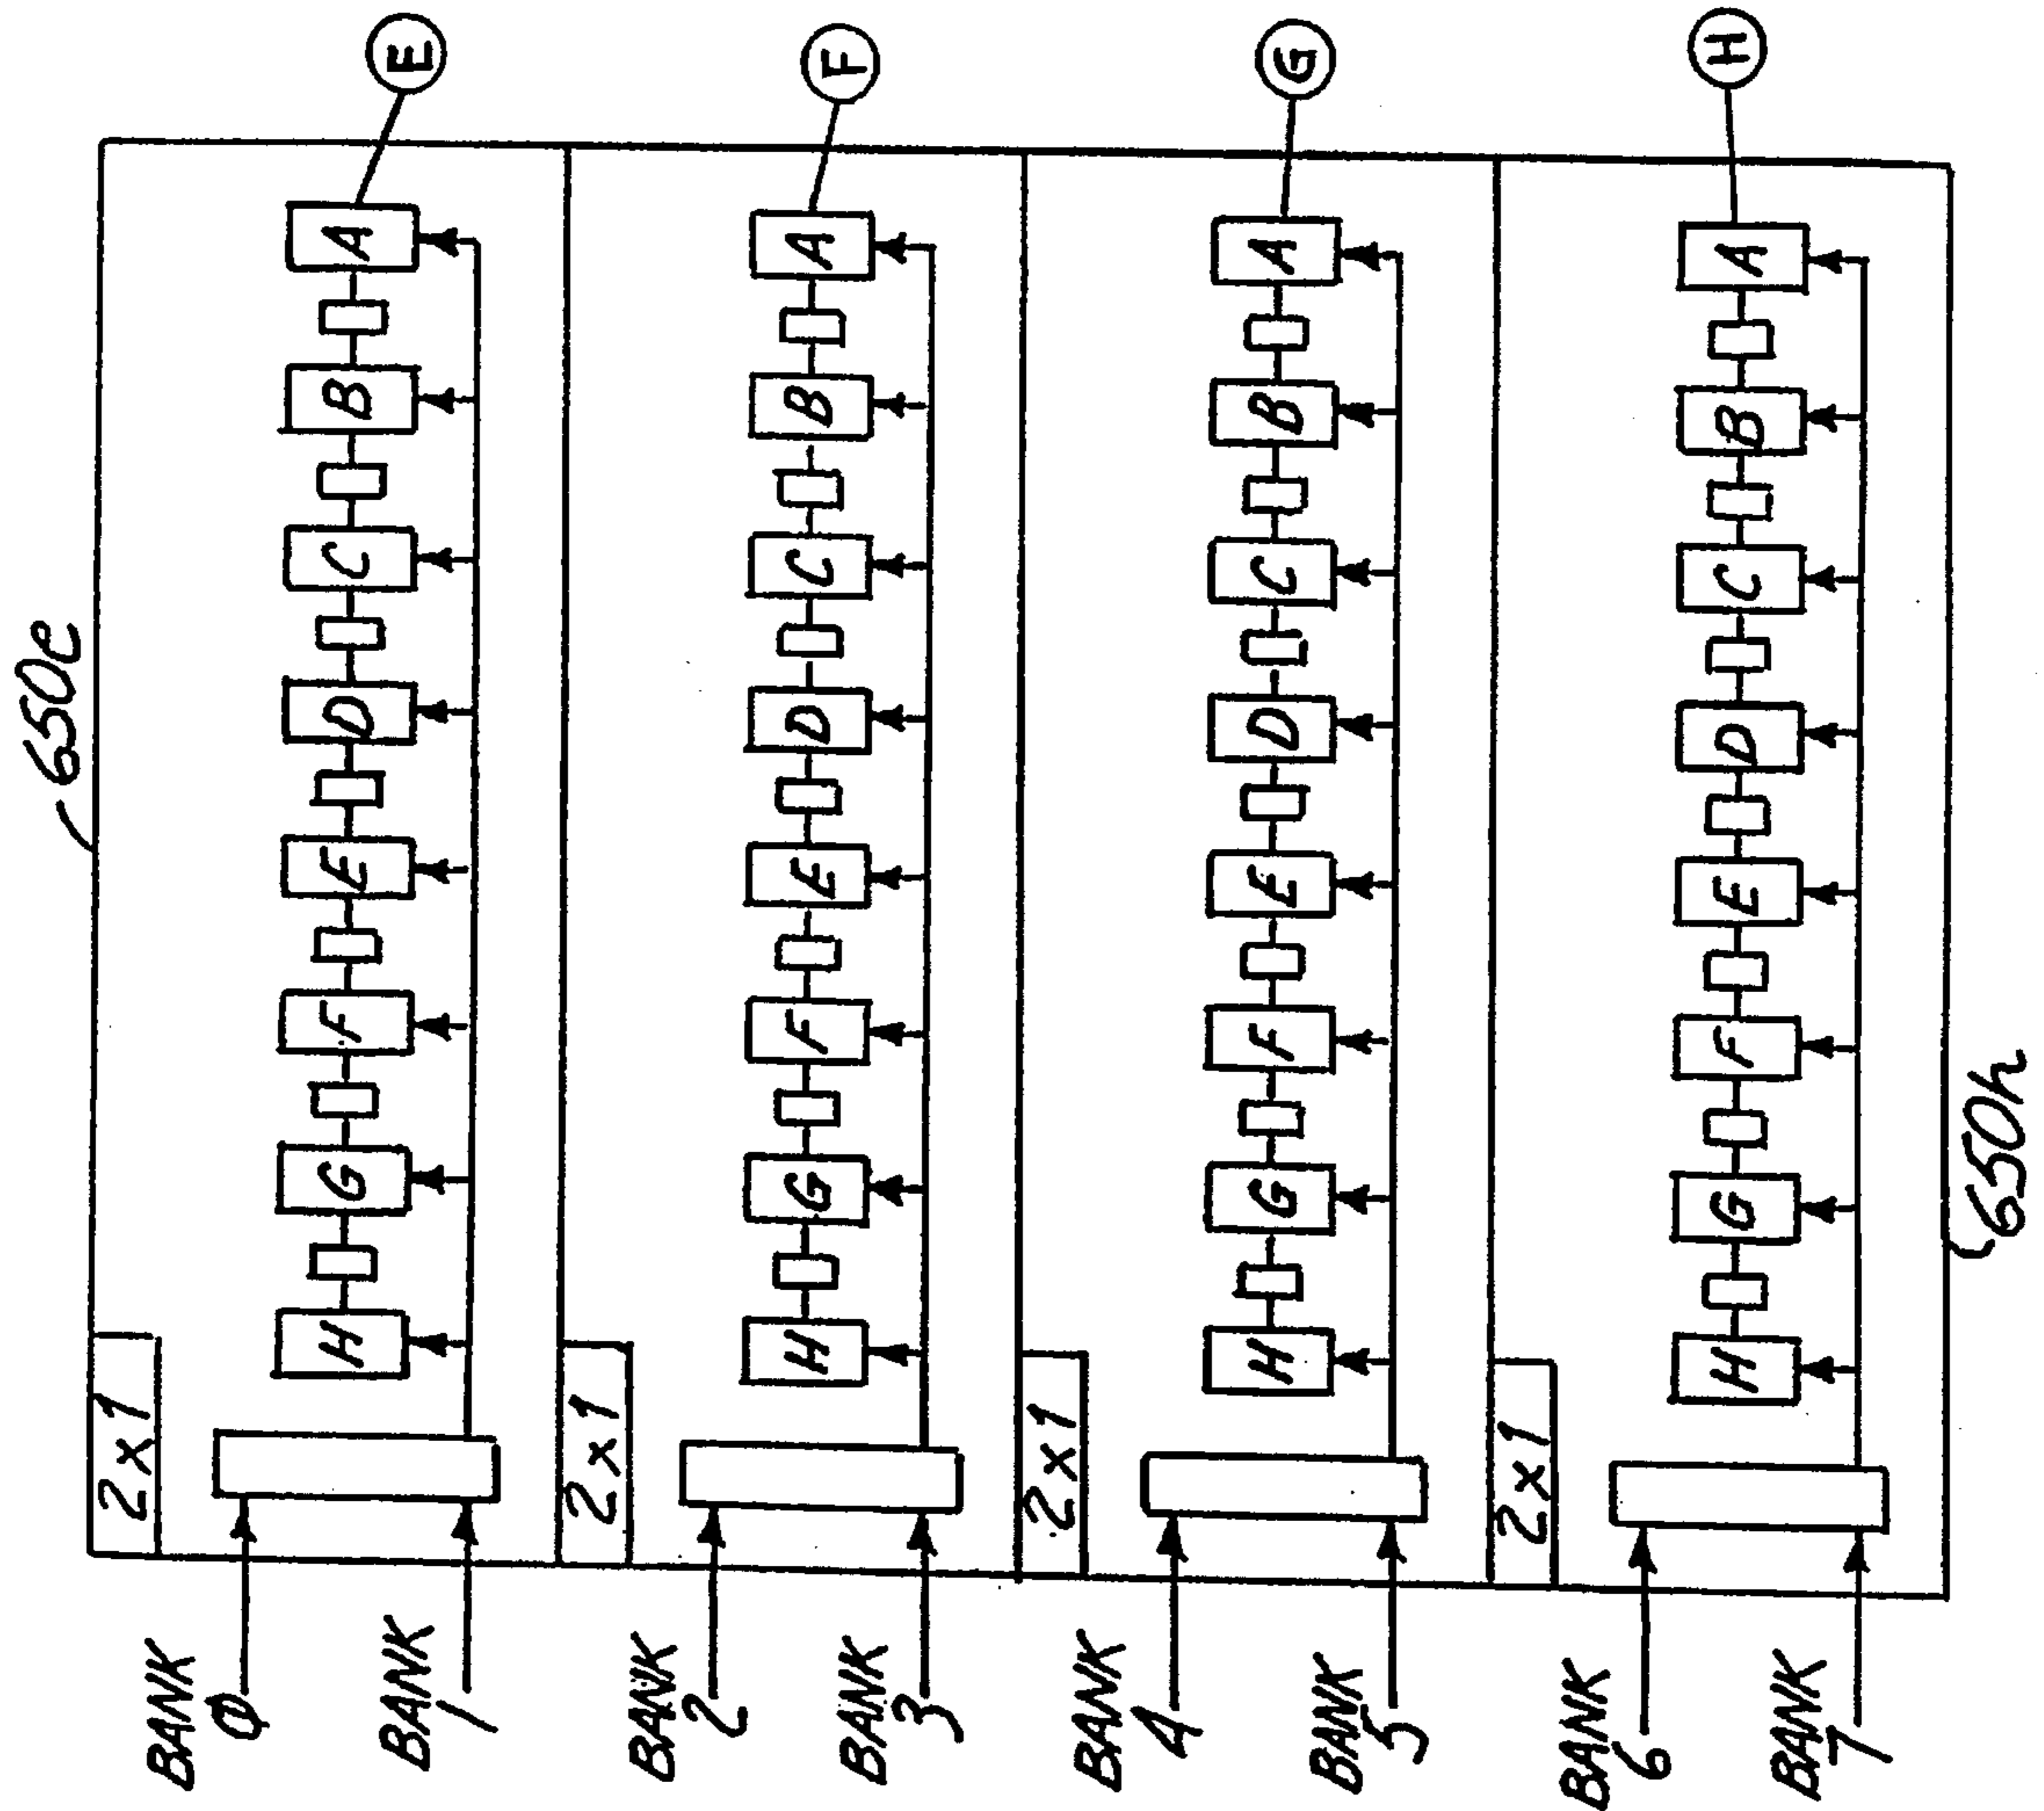 650e
2x1
BANK
0
H G F E D C B A E
BANK
1
2x1
BANK
2
H G F E D C B A F
BANK
3
2x1
BANK
4
H G F E D C B A G
BANK
5
2x1
BANK
6
H G F E D C B A H
BANK
7
650h